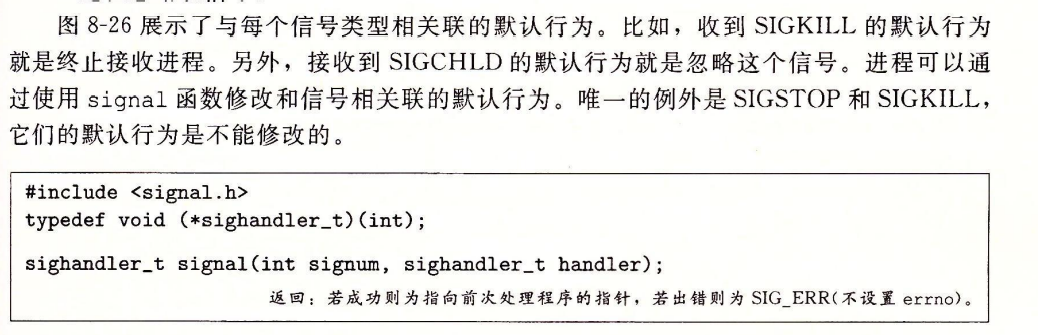 图 8-26 展示了与每个信号类型相关联的默认行为。比如，收到 SIGKILL 的默认行为
就是终止接收进程。另外，接收到 SIGCHLD 的默认行为就是忽略这个信号。进程可以通
过使用 signal 函数修改和信号相关联的默认行为。唯一的例外是 SIGSTOP 和 SIGKILL，
它们的默认行为是不能修改的。
#include <signal.h>
typedef void (*sighandler_t)(int);
sighandler_t signal(int signum, sighandler_t handler);
返回：若成功则为指向前次处理程序的指针，若出错则为 SIG_ERR(不设置 errno)。